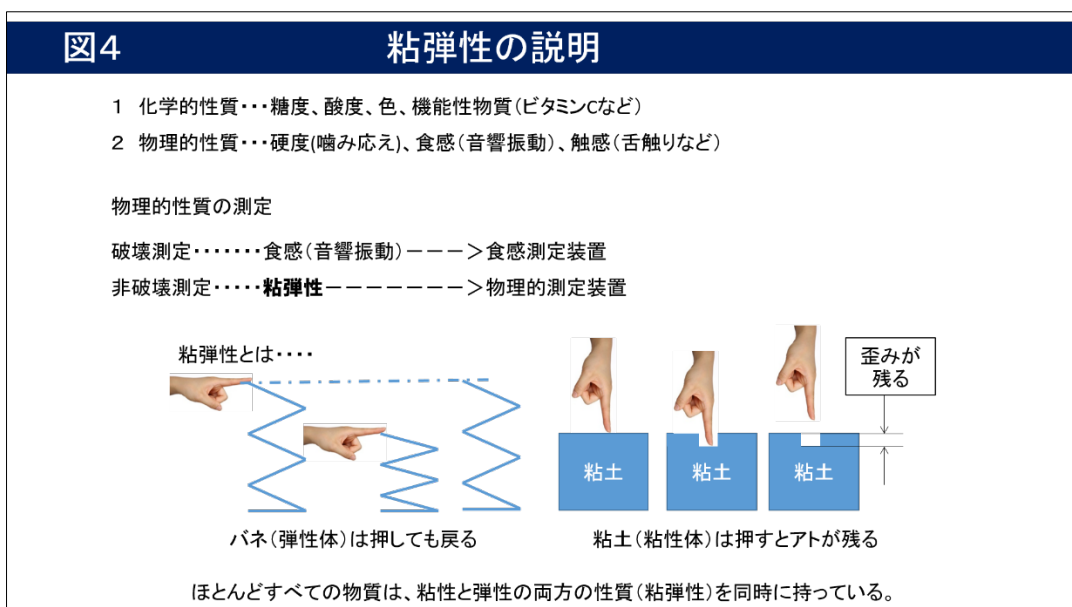 図4 粘弾性の説明
1 化学的性質・・・糖度、酸度、色、機能性物質(ビタミンCなど)
2 物理的性質・・・硬度(噛み応え)、食感(音響振動)、触感(舌触りなど)
物理的性質の測定
破壊測定・・・・・・・食感(音響振動)ーーー>食感測定装置
非破壊測定・・・・・粘弾性ーーーーーーー>物理的測定装置
粘弾性とは・・・・
歪みが
残る
粘土 粘土 粘土
バネ(弾性体)は押しても戻る
粘土(粘性体)は押すとアトが残る
ほとんどすべての物質は、粘性と弾性の両方の性質(粘弾性)を同時に持っている。